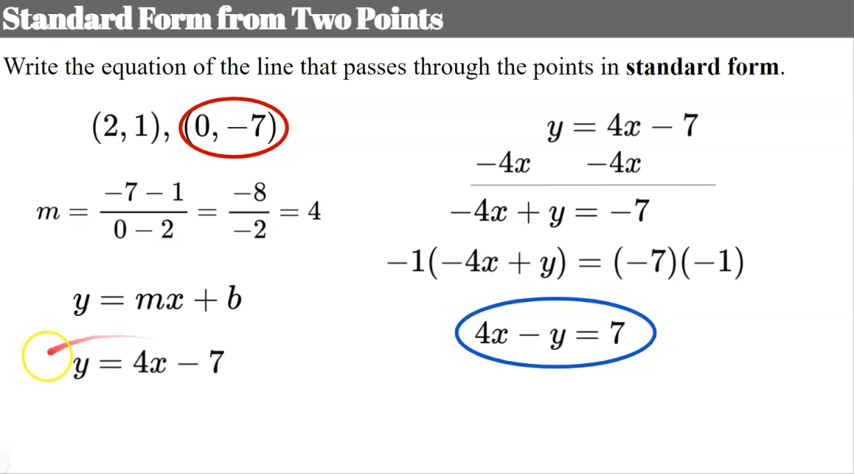 Standard Form from Two Points
Write the equation of the line that passes through the points in standard form.
(2, 1), (0, −7)
m = \frac{−7 − 1}{0 − 2} = \frac{−8}{−2} = 4
y = mx + b
y = 4x − 7
y = 4x − 7
−4x −4x
−4x + y = −7
−1(−4x + y) = (−7)(−1)
4x − y = 7